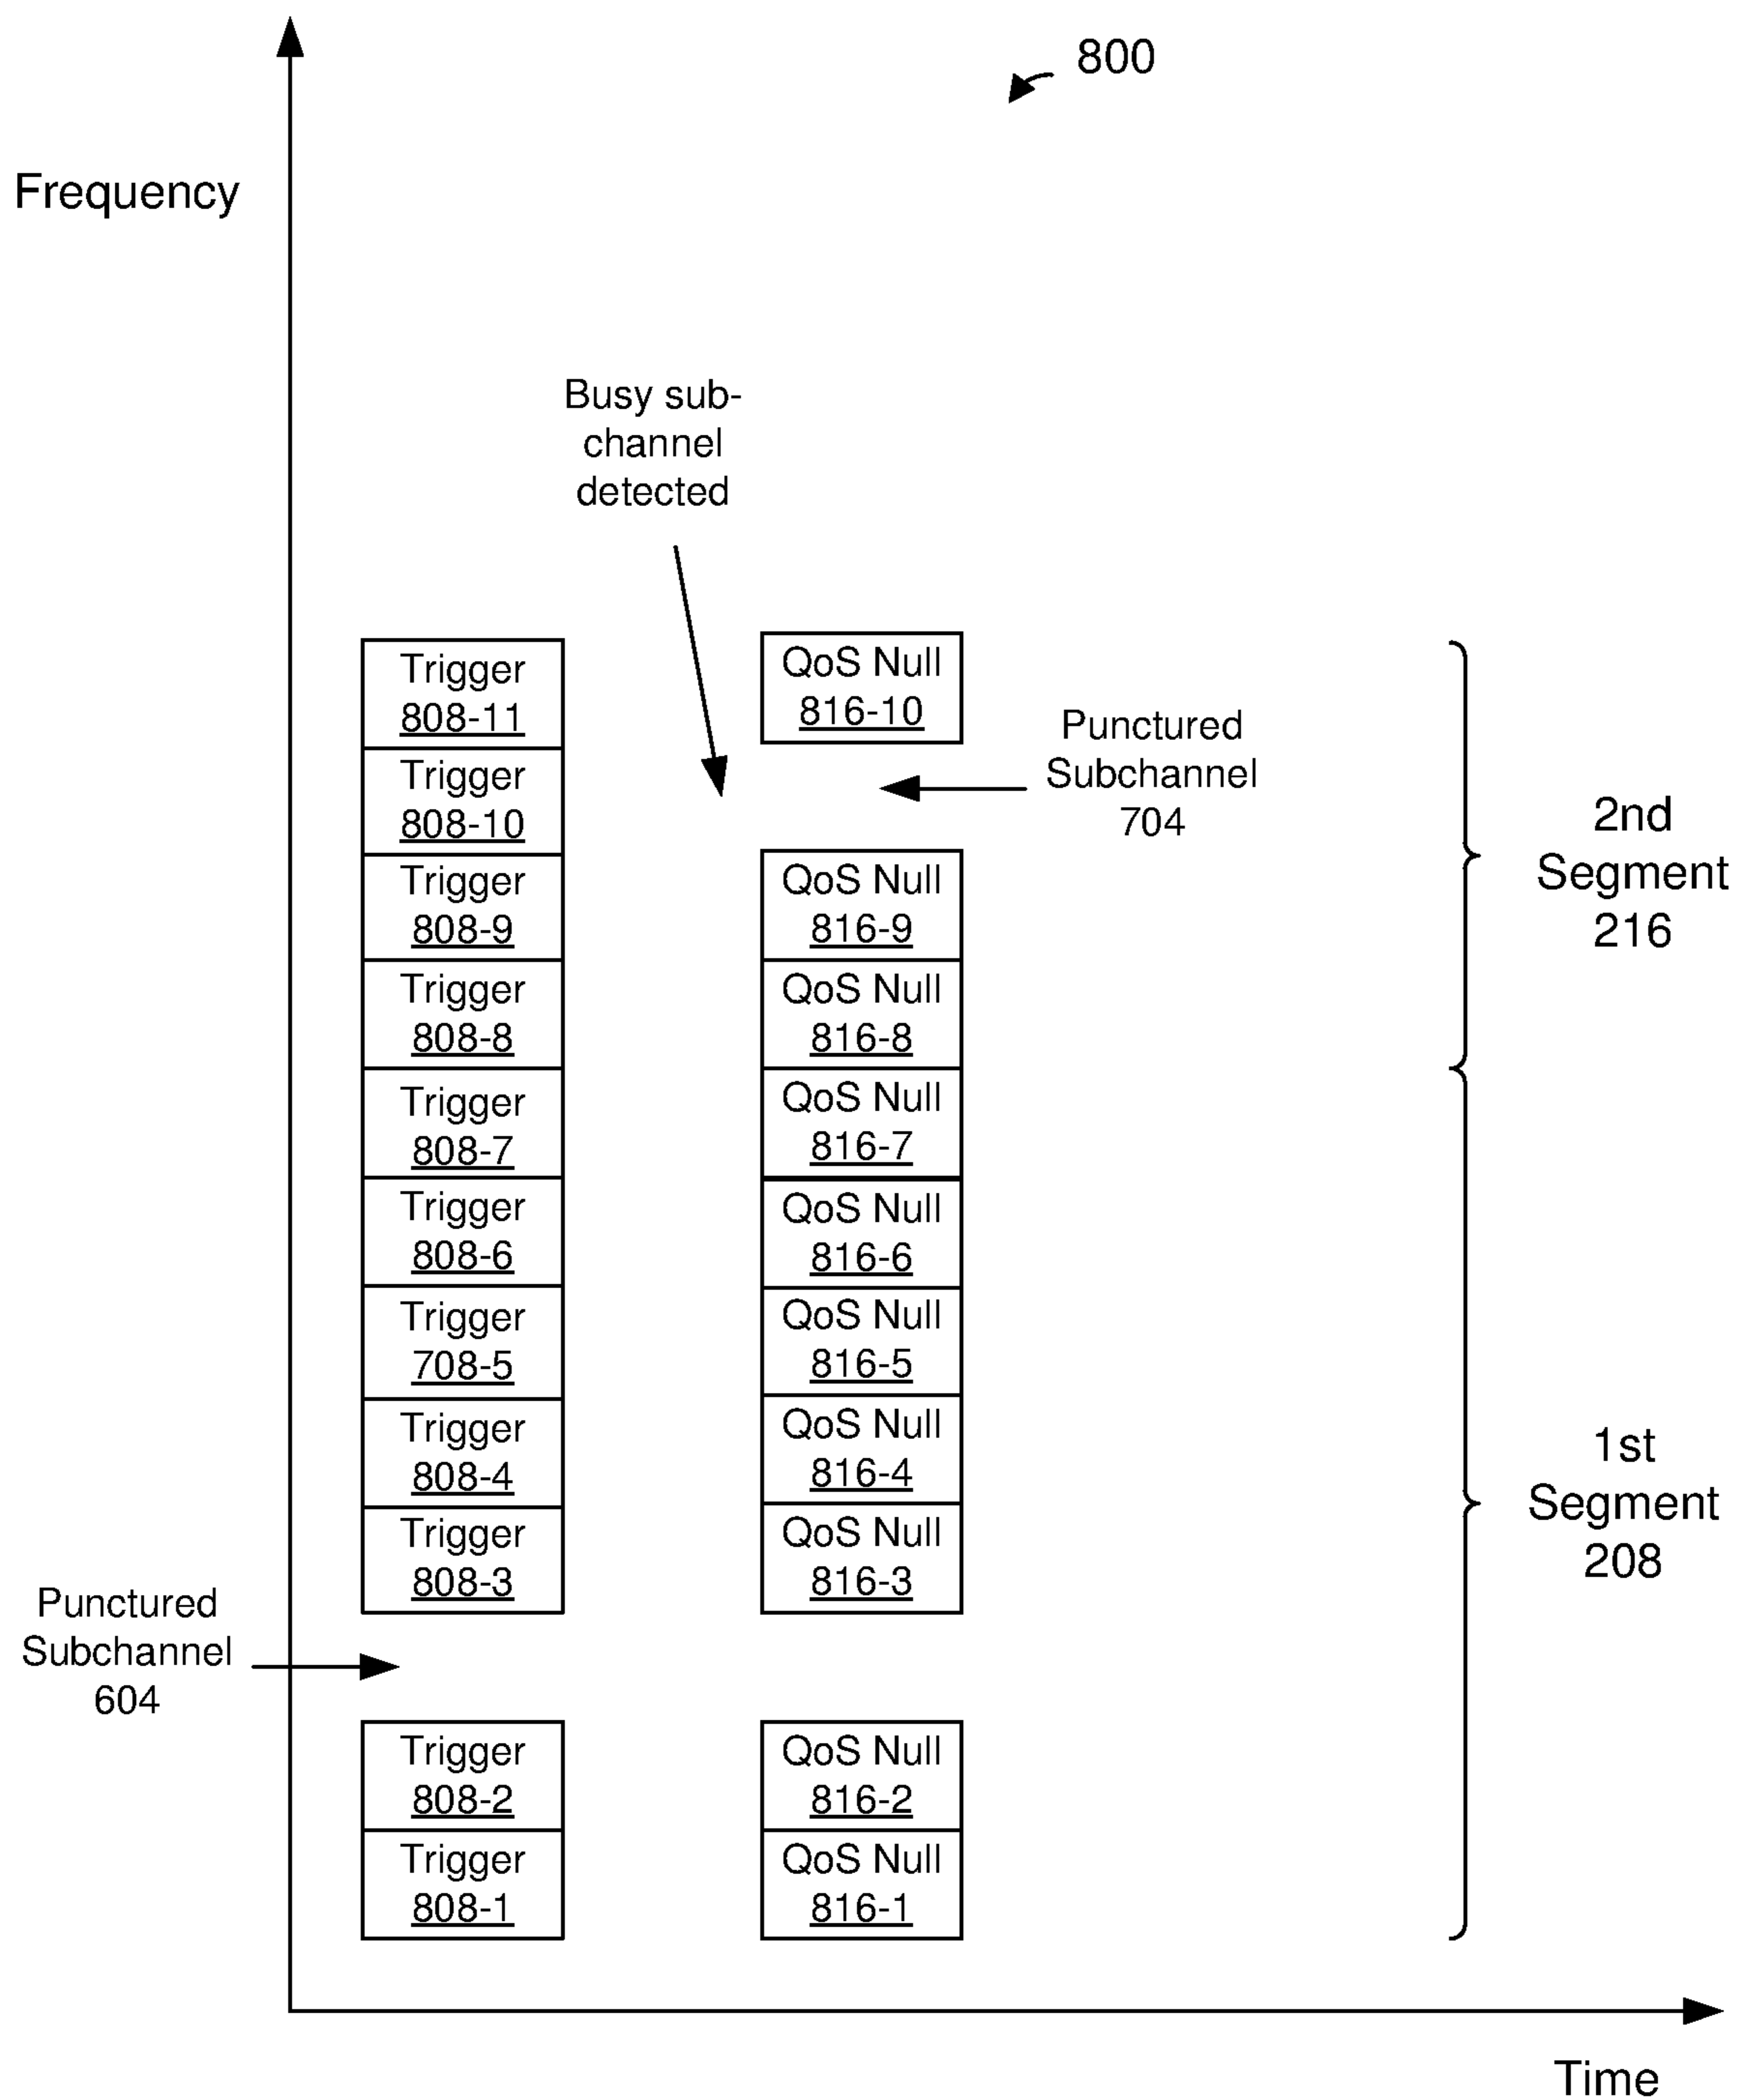 800
Frequency
Busy sub-
channel
detected
Trigger
808-11
Trigger
808-10
Trigger
808-9
Trigger
808-8
Trigger
808-7
Trigger
808-6
Trigger
708-5
Trigger
808-4
Trigger
808-3
Trigger
808-2
Trigger
808-1
QoS Null
816-10
QoS Null
816-9
QoS Null
816-8
QoS Null
816-7
QoS Null
816-6
QoS Null
816-5
QoS Null
816-4
QoS Null
816-3
QoS Null
816-2
QoS Null
816-1
Punctured
Subchannel
704
2nd
Segment
216
1st
Segment
208
Punctured
Subchannel
604
Time